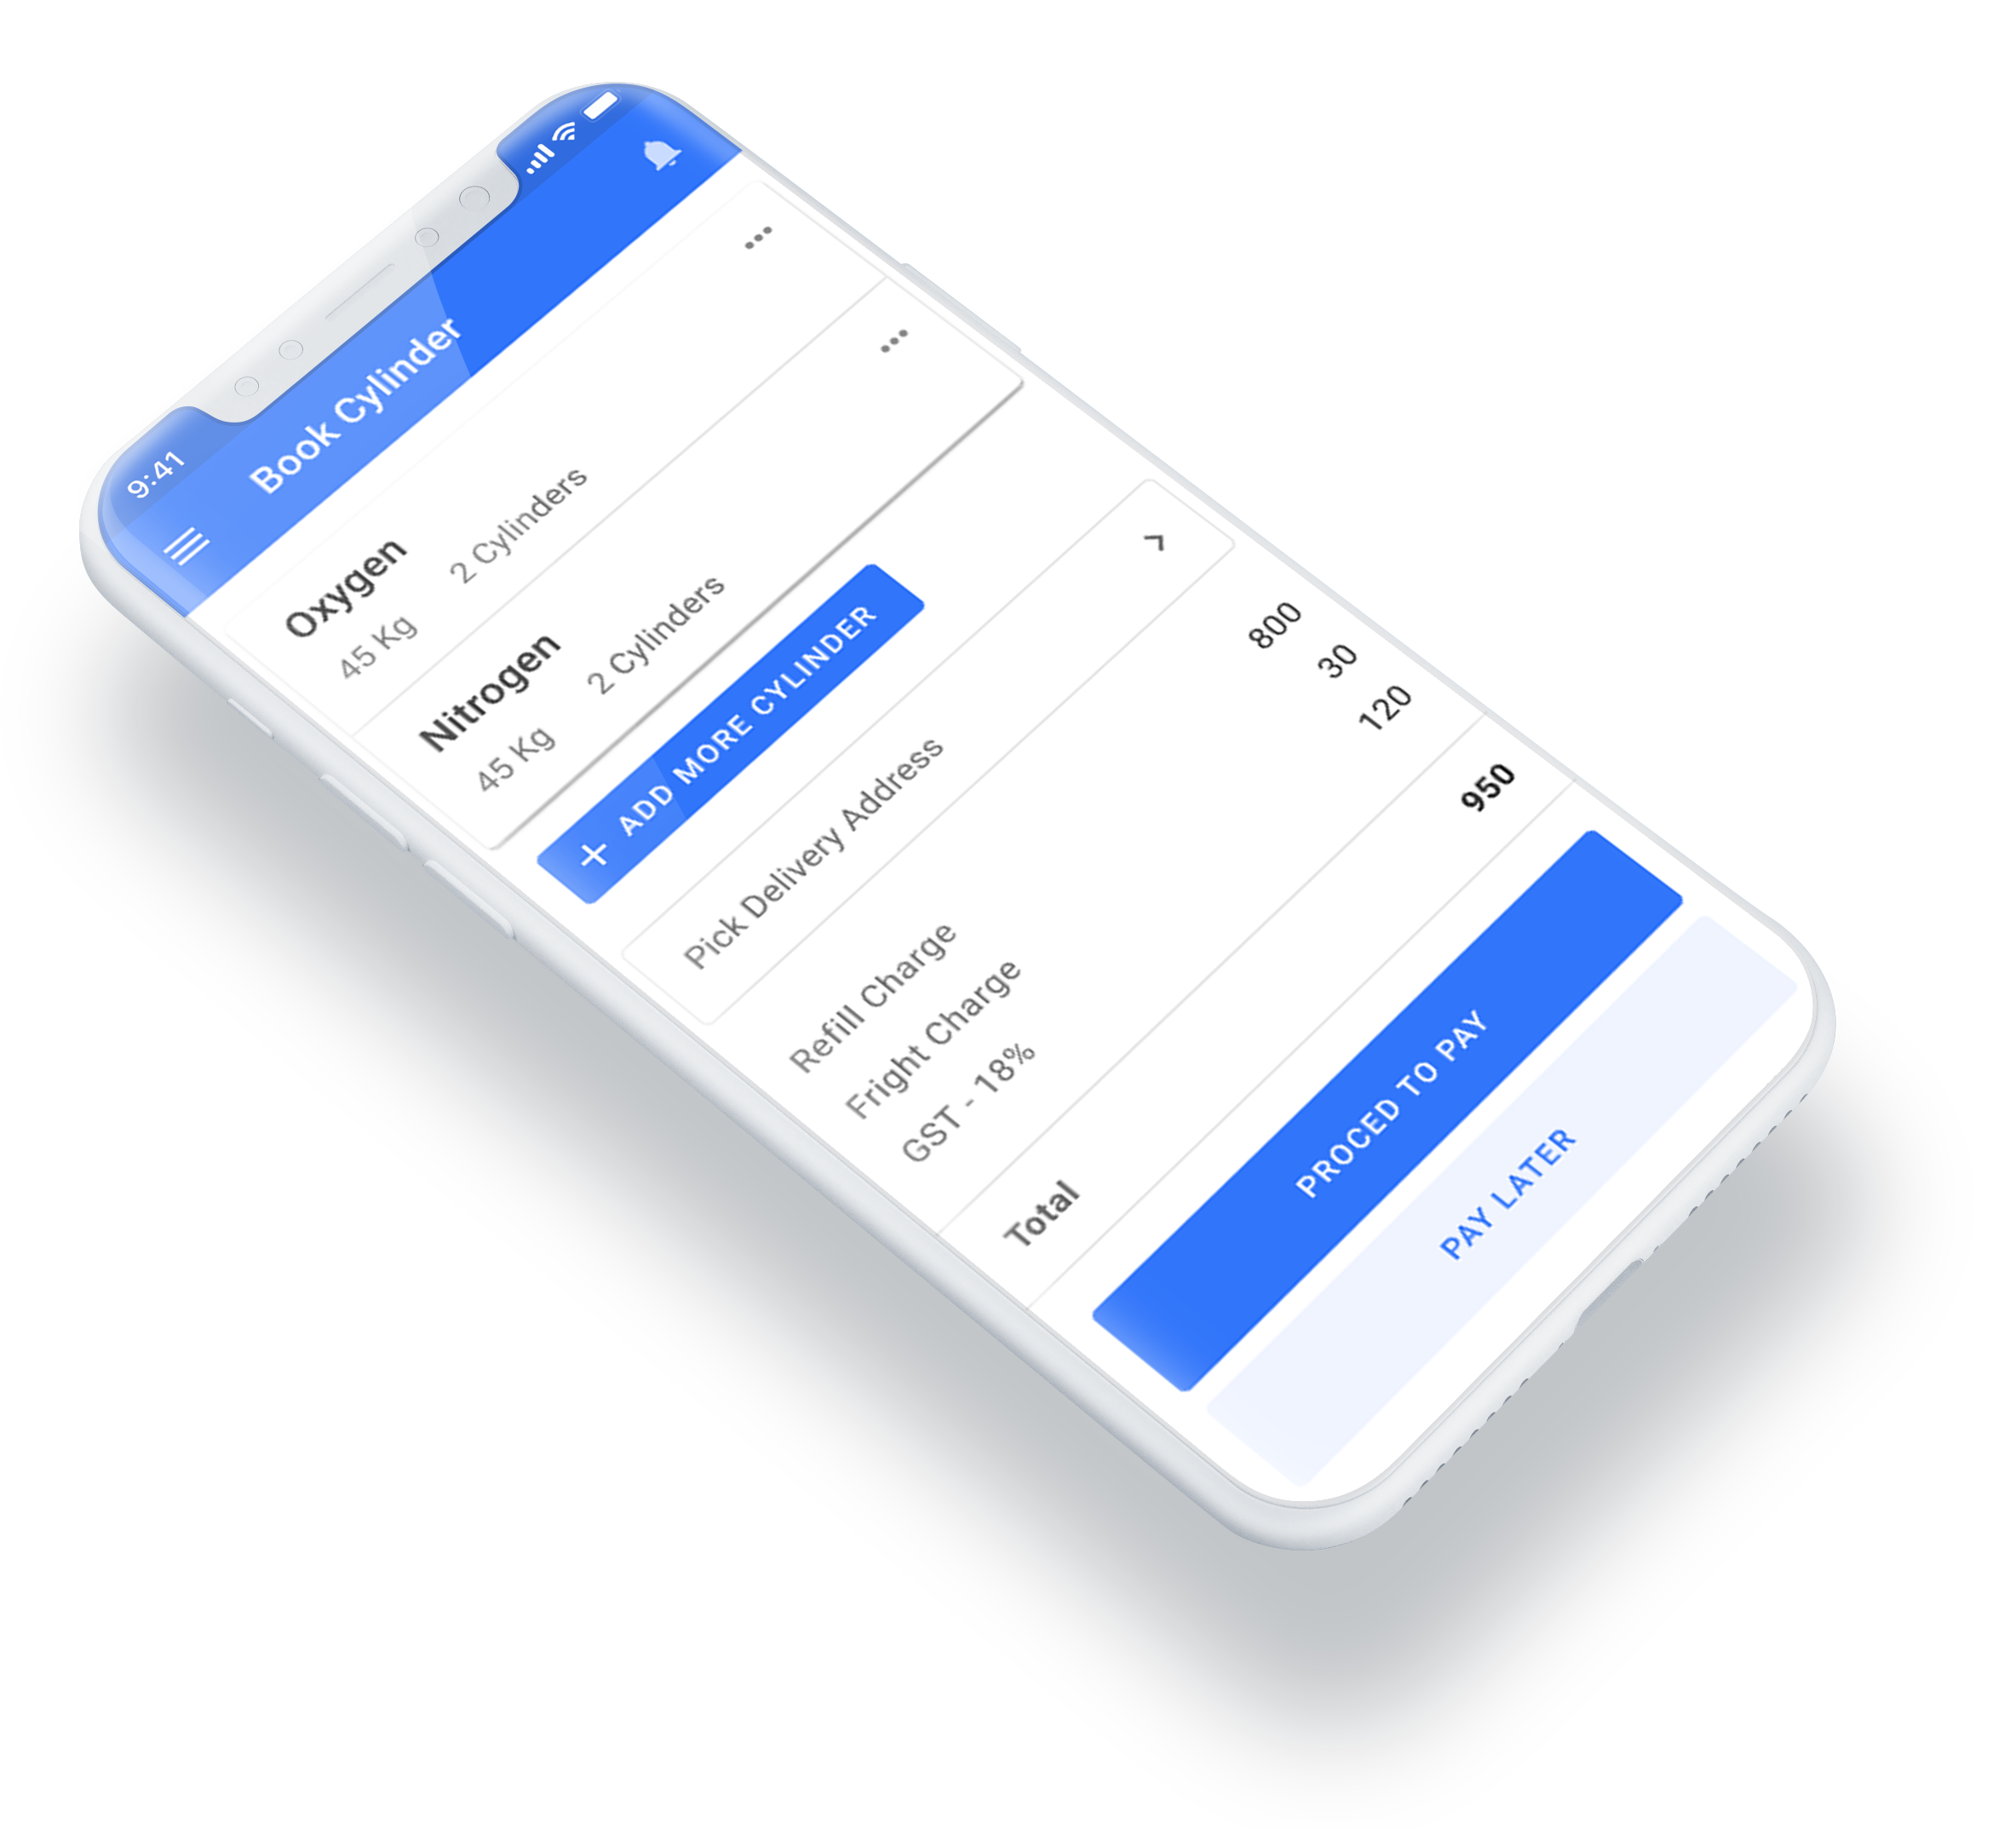 9:41
Book Cylinder
Oxygen
45 Kg 2 Cylinders
Nitrogen
45 Kg 2 Cylinders
+ ADD MORE CYLINDER
Pick Delivery Address
Refill Charge 800
Fright Charge 30
GST - 18% 120
Total 950
PROCED TO PAY
PAY LATER